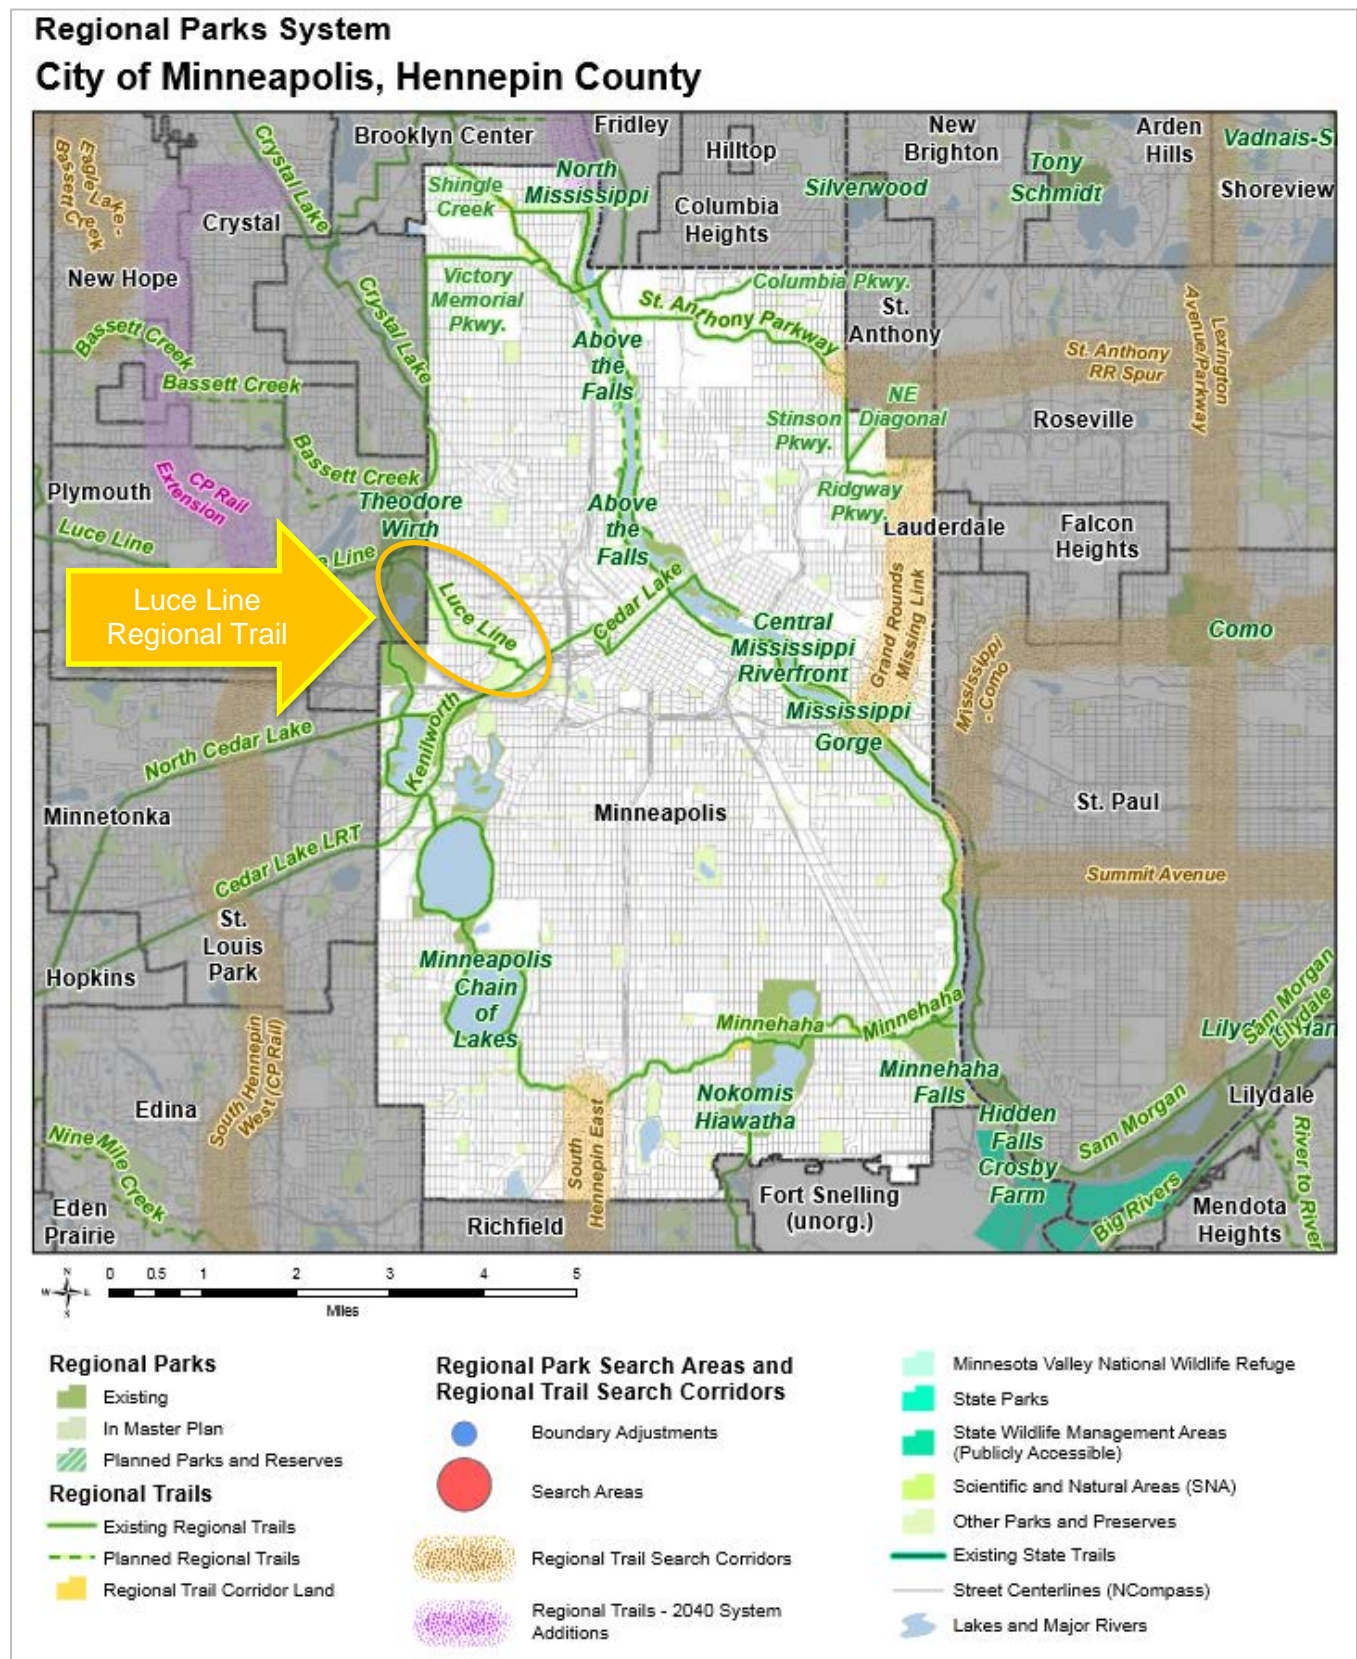 Regional Parks System
City of Minneapolis, Hennepin County
Fridley
Brooklyn Center
Hilltop
New
Brighton
Arden
Hills
Tony
Schmidt
Silverwood
Shoreview
Eagle Lake -
Bassett Creek
Crystal Lake
Shingle
Creek
North
Mississippi
Columbia
Heights
Crystal
New Hope
Victory
Memorial
Pkwy.
Crystal Lake
St. Anthony Parkway
Columbia Pkwy.
St.
Anthony
Above
the
Falls
St. Anthony
RR Spur
Lexington
Avenue/Parkway
Bassett Creek
Bassett Creek
Bassett Creek
NE
Diagonal
Stinson
Pkwy.
Roseville
Plymouth
CP Rail
Extension
Theodore
Wirth
Above
the
Falls
Ridgway
Pkwy.
Lauderdale
Falcon
Heights
Luce Line
Luce Line
Regional Trail
Luce Line
Cedar Lake
Central
Mississippi
Riverfront
Grand Rounds
Missing Link
Mississippi
- Como
Como
North Cedar Lake
Kenilworth
Mississippi
Gorge
Minnetonka
Minneapolis
St. Paul
Cedar Lake LRT
Summit Avenue
St.
Louis
Park
Hopkins
Minneapolis
Chain
of
Lakes
Minnehaha
Minnehaha
Sam Morgan
Lilydale
South Hennepin
West (CP Rail)
Edina
Nokomis
Hiawatha
Minnehaha
Falls
Hidden
Falls
Crosby
Farm
Sam Morgan
Lilydale
Nine Mile Creek
South
Hennepin East
Eden
Prairie
Richfield
Fort Snelling
(unorg.)
Big Rivers
Mendota
Heights
River to River
N
W E
S
0 0.5 1 2 3 4 5
Miles
Regional Parks
Existing
In Master Plan
Planned Parks and Reserves
Regional Trails
Existing Regional Trails
Planned Regional Trails
Regional Trail Corridor Land
Regional Park Search Areas and
Regional Trail Search Corridors
Boundary Adjustments
Search Areas
Regional Trail Search Corridors
Regional Trails - 2040 System
Additions
Minnesota Valley National Wildlife Refuge
State Parks
State Wildlife Management Areas
(Publicly Accessible)
Scientific and Natural Areas (SNA)
Other Parks and Preserves
Existing State Trails
Street Centerlines (NCompass)
Lakes and Major Rivers